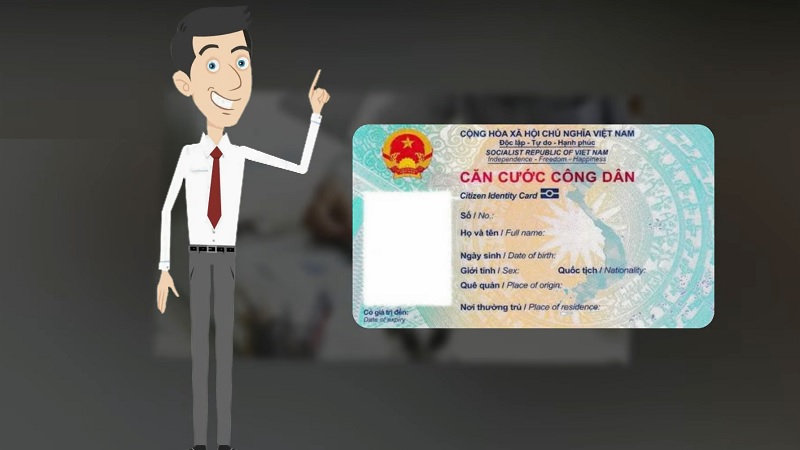 CỘNG HÒA XÃ HỘI CHỦ NGHĨA VIỆT NAM
Độc lập - Tự do - Hạnh phúc
SOCIALIST REPUBLIC OF VIET NAM
Independence - Freedom - Happiness
CĂN CƯỚC CÔNG DÂN
Citizen Identity Card
Số / No.:
Họ và tên / Full name:
Ngày sinh / Date of birth:
Giới tính / Sex: Quốc tịch / Nationality:
Quê quán / Place of origin:
Nơi thường trú / Place of residence:
Có giá trị đến:
Date of expiry